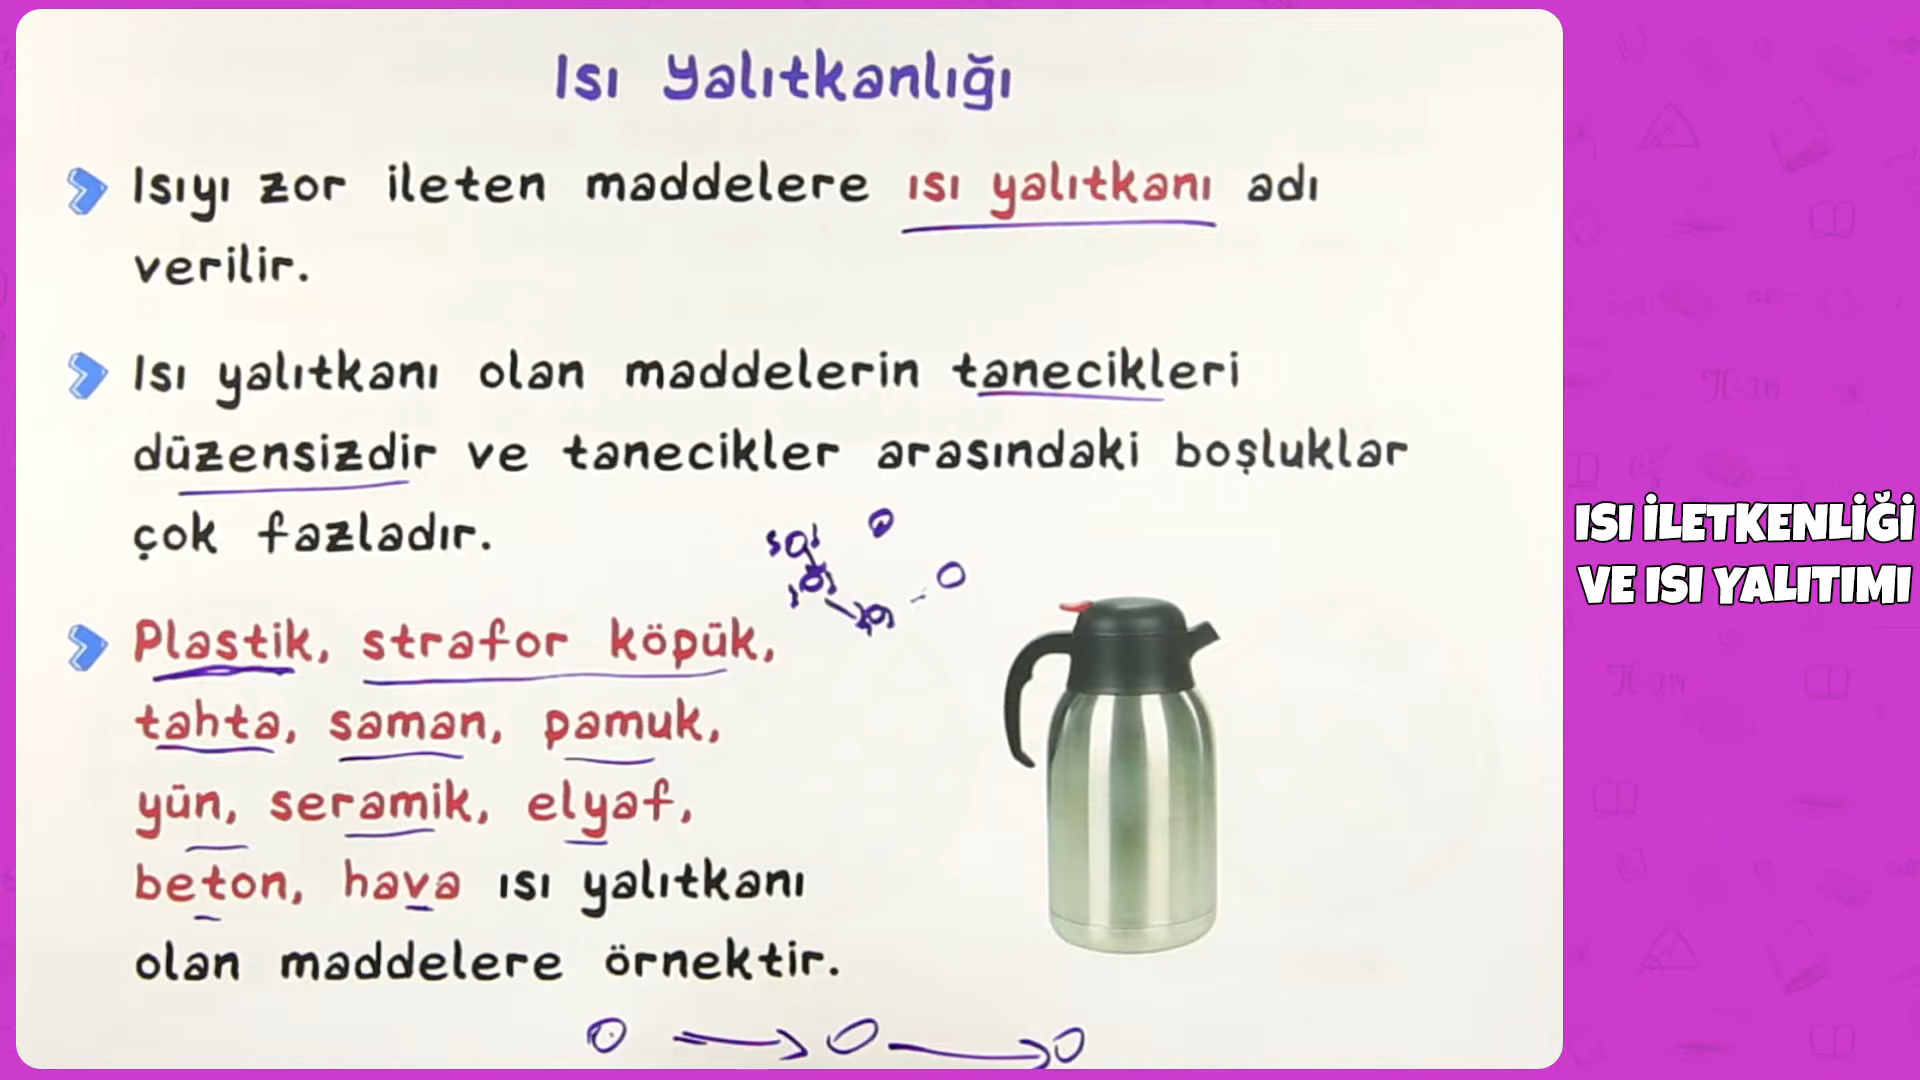 Isı Yalıtkanlığı
Isıyı zor ileten maddelere ısı yalıtkanı adı
verilir.
Isı yalıtkanı olan maddelerin tanecikleri
düzensizdir ve tanecikler arasındaki boşluklar
çok fazladır.
Plastik, strafor köpük,
tahta, saman, pamuk,
yün, seramik, elyaf,
beton, hava ısı yalıtkanı
olan maddelere örnektir.
ISI İLETKENLİĞİ
VE ISI YALITIMI